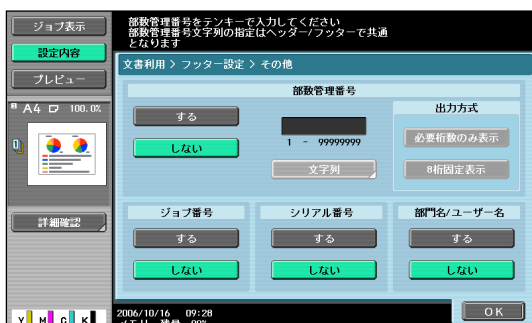 ジョブ表示
設定内容
プレビュー
A4 100.0%
詳細確認
Y M C K
部数管理番号をテンキーで入力してください
部数管理番号文字列の指定はヘッダー/フッターで共通
となります
文書利用 > フッター設定 > その他
部数管理番号
する
しない
1 - 99999999
文字列
出力方式
必要桁数のみ表示
8桁固定表示
ジョブ番号
する
しない
シリアル番号
する
しない
部門名/ユーザー名
する
しない
2006/10/16 09:28
メモリ 残量 99%
OK